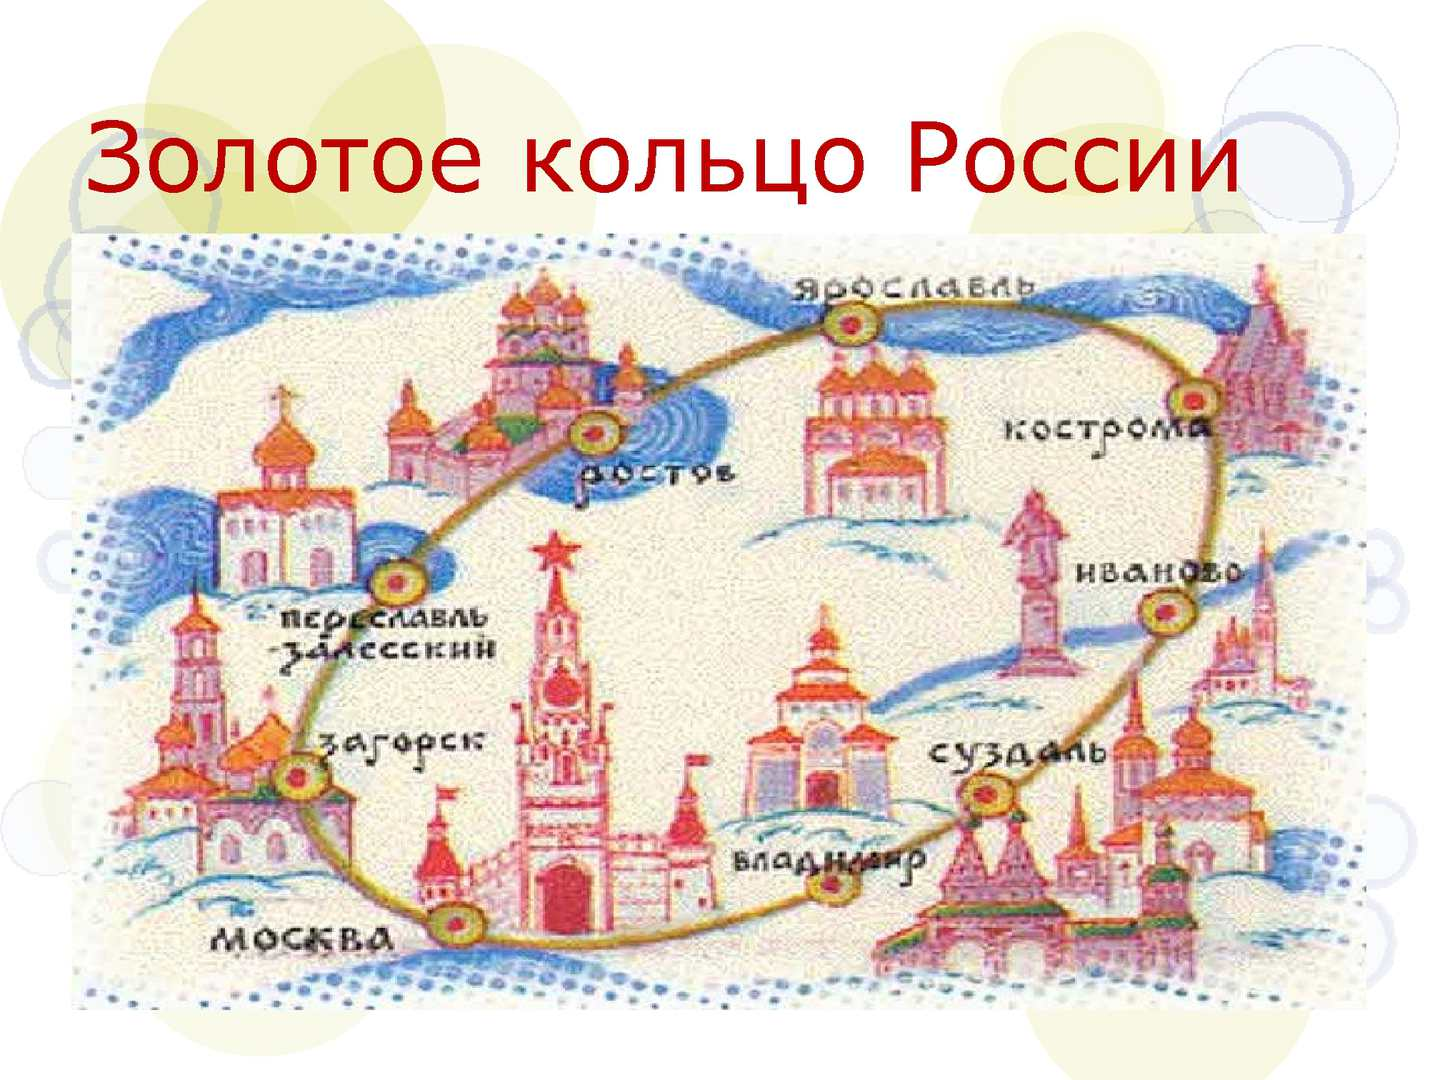 Золотое кольцо России
Ярославль
кострома
ростов
иваново
переславль
-залесский
загорск
суздаль
владимир
москва